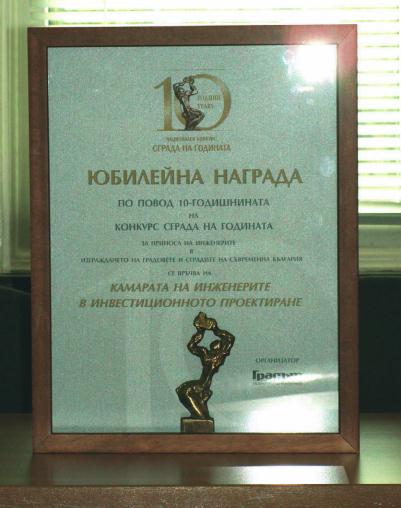 10
ГОДИНИ
YEARS
НАЦИОНАЛЕН КОНКУРС
СГРАДА НА ГОДИНАТА
ЮБИЛЕЙНА НАГРАДА
ПО ПОВОД 10-ГОДИШНИНАТА
НА
КОНКУРС СГРАДА НА ГОДИНАТА
ЗА ПРИНОСА НА ИНЖЕНЕРИТЕ
В
ИЗГРАЖДАНЕТО НА ГРАДОВЕТЕ И СГРАДИТЕ НА СЪВРЕМЕННА БЪЛГАРИЯ
СЕ ВРЪЧВА НА
КАМАРАТА НА ИНЖЕНЕРИТЕ
В ИНВЕСТИЦИОННОТО ПРОЕКТИРАНЕ
ОРГАНИЗАТОР
Градът